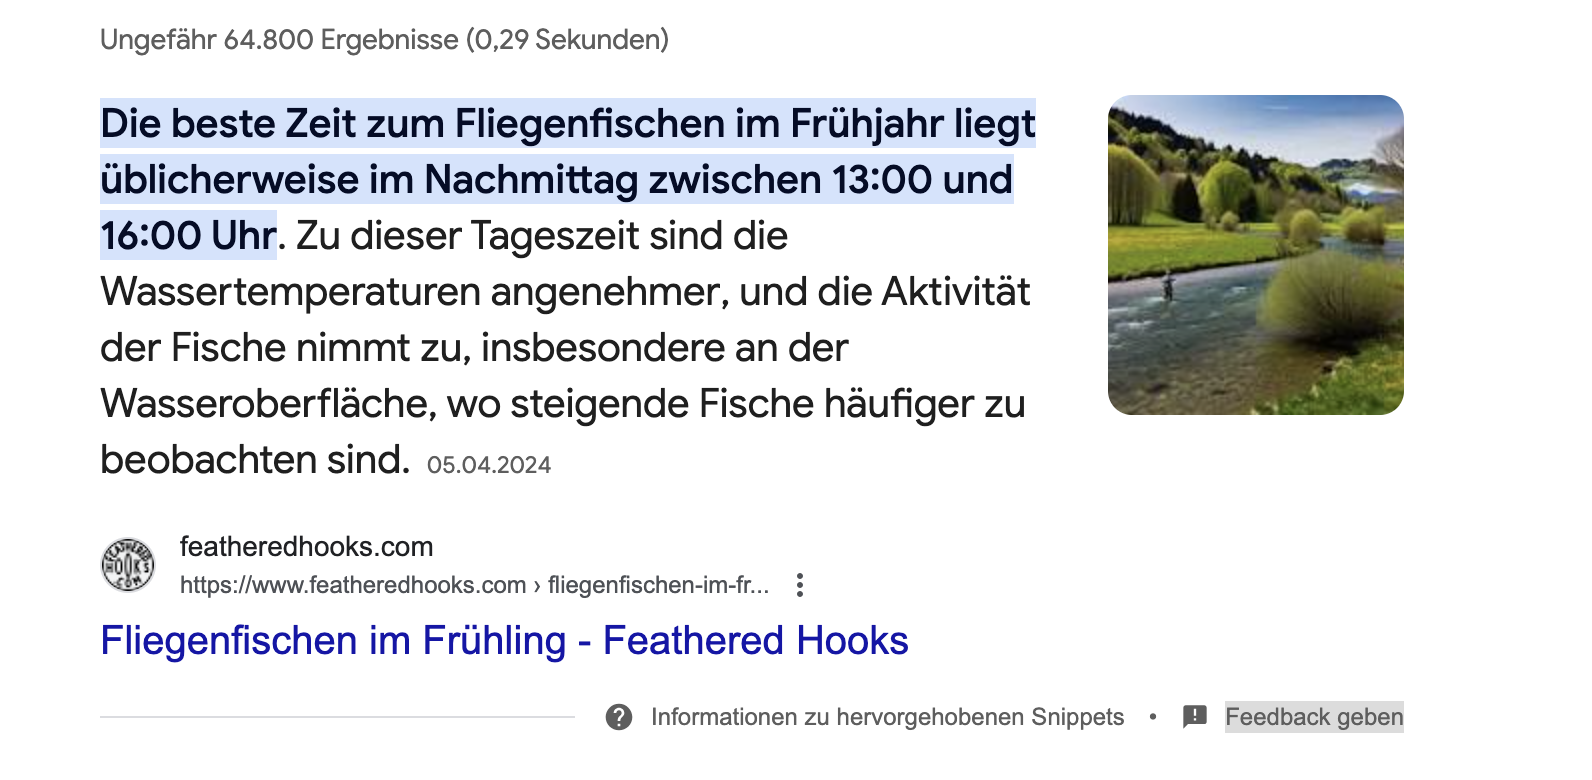 Ungefähr 64.800 Ergebnisse (0,29 Sekunden)
Die beste Zeit zum Fliegenfischen im Frühjahr liegt
üblicherweise im Nachmittag zwischen 13:00 und
16:00 Uhr. Zu dieser Tageszeit sind die
Wassertemperaturen angenehmer, und die Aktivität
der Fische nimmt zu, insbesondere an der
Wasseroberfläche, wo steigende Fische häufiger zu
beobachten sind. 05.04.2024
FEATHERED
HOOKS
.COM
featheredhooks.com
https://www.featheredhooks.com › fliegenfischen-im-fr...
Fliegenfischen im Frühling - Feathered Hooks
Informationen zu hervorgehobenen Snippets • Feedback geben